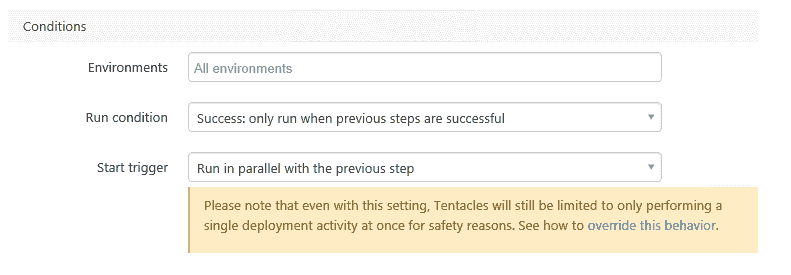 Conditions
Environments
All environments
Run condition
Success: only run when previous steps are successful
Start trigger
Run in parallel with the previous step
Please note that even with this setting, Tentacles will still be limited to only performing a
single deployment activity at once for safety reasons. See how to override this behavior.